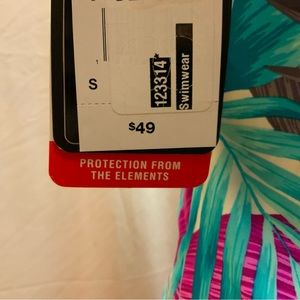 S
123314*
Swimwear
$49
PROTECTION FROM
THE ELEMENTS